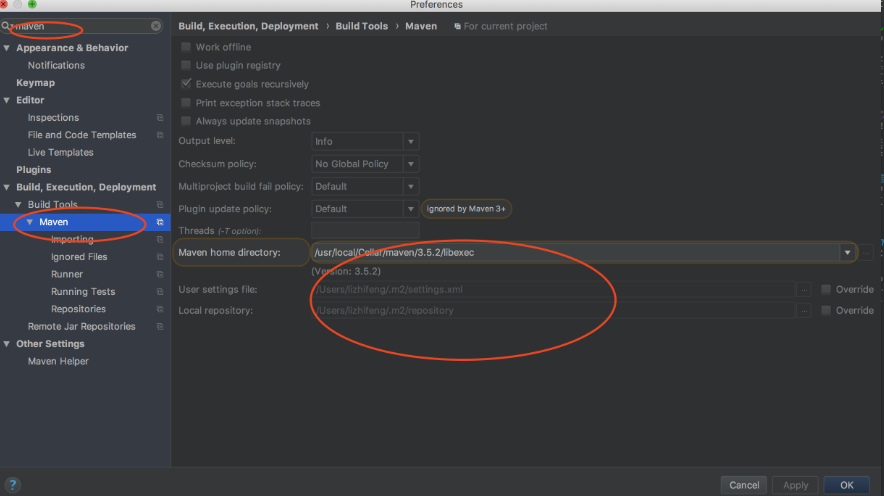 Preferences
maven
Appearance & Behavior
Notifications
Keymap
Editor
Inspections
File and Code Templates
Live Templates
Plugins
Build, Execution, Deployment
Build Tools
Maven
Importing
Ignored Files
Runner
Running Tests
Repositories
Remote Jar Repositories
Other Settings
Maven Helper
Build, Execution, Deployment › Build Tools › Maven For current project
Work offline
Use plugin registry
Execute goals recursively
Print exception stack traces
Always update snapshots
Output level: Info
Checksum policy: No Global Policy
Multiproject build fail policy: Default
Plugin update policy: Default ignored by Maven 3+
Threads (-T option):
Maven home directory: /usr/local/Cellar/maven/3.5.2/libexec ...
(Version: 3.5.2)
User settings file: /Users/lizhifeng/.m2/settings.xml ... Override
Local repository: /Users/lizhifeng/.m2/repository ... Override
? Cancel Apply OK